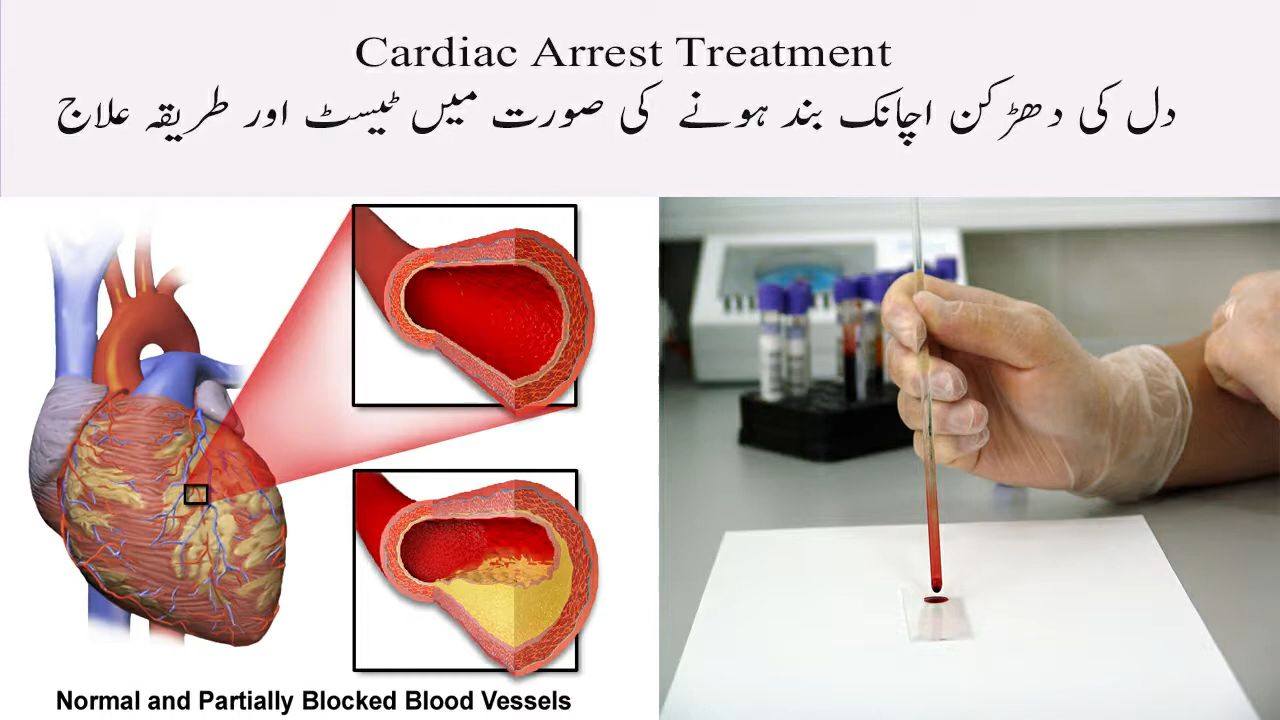 Cardiac Arrest Treatment
دل کی دھڑکن اچانک بند ہونے کی صورت میں ٹیسٹ اور طریقہ علاج
Normal and Partially Blocked Blood Vessels